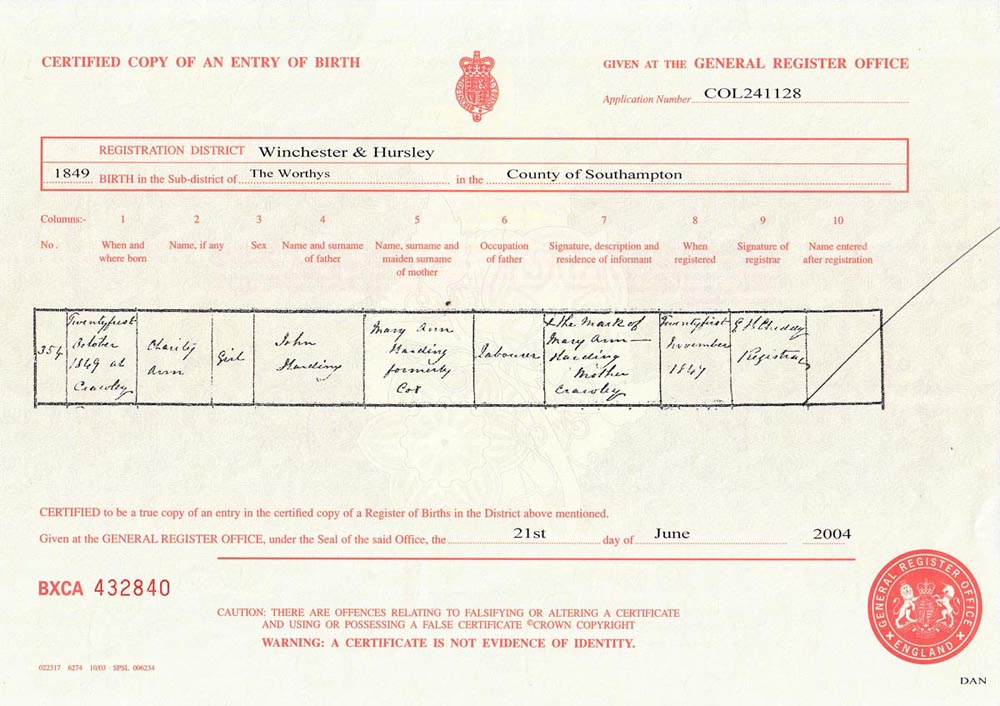 CERTIFIED COPY OF AN ENTRY OF BIRTH
GIVEN AT THE GENERAL REGISTER OFFICE
Application Number COL241128
REGISTRATION DISTRICT Winchester & Hursley
1849 BIRTH in the Sub-district of The Worthys in the County of Southampton
Columns:- 1 2 3 4 5 6 7 8 9 10
No. When and where born Name, if any Sex Name and surname of father Name, surname and maiden surname of mother Occupation of father Signature, description and residence of informant When registered Signature of registrar Name entered after registration
354
Twentyfirst
October
1849 at
Crawley
Charity
Ann
Girl
John
Harding
Mary Ann
Harding
formerly
Cox
Labourer
X the mark of
Mary Ann
Harding
Mother
Crawley
Twentyfirst
November
1849
Registrar
CERTIFIED to be a true copy of an entry in the certified copy of a Register of Births in the District above mentioned.
Given at the GENERAL REGISTER OFFICE, under the Seal of the said Office, the 21st day of June 2004
BXCA 432840
CAUTION: THERE ARE OFFENCES RELATING TO FALSIFYING OR ALTERING A CERTIFICATE
AND USING OR POSSESSING A FALSE CERTIFICATE ©CROWN COPYRIGHT
WARNING: A CERTIFICATE IS NOT EVIDENCE OF IDENTITY.
GENERAL REGISTER OFFICE
ENGLAND
022317 6274 10/03 SPSL 006234
DAN